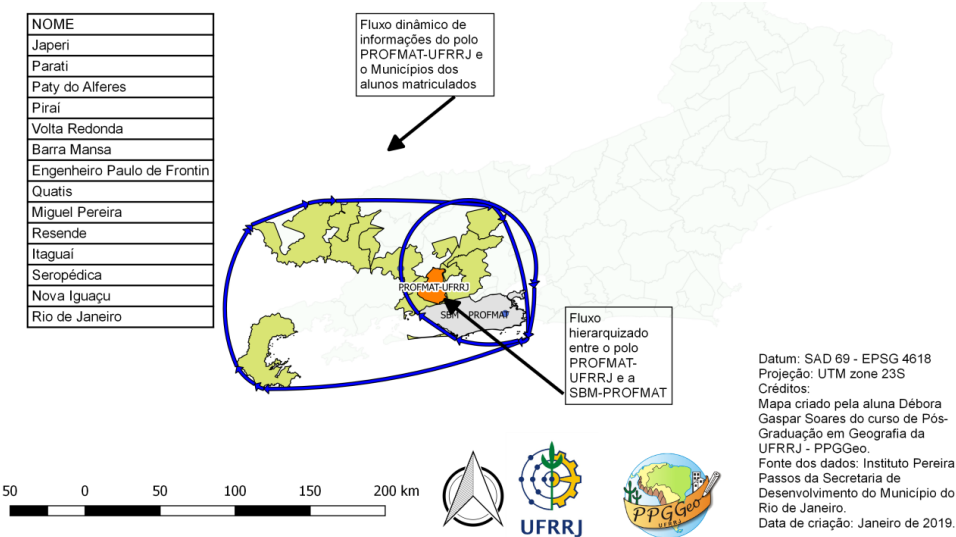 NOME
Japeri
Parati
Paty do Alferes
Piraí
Volta Redonda
Barra Mansa
Engenheiro Paulo de Frontin
Quatis
Miguel Pereira
Resende
Itaguaí
Seropédica
Nova Iguaçu
Rio de Janeiro
Fluxo dinâmico de
informações do polo
PROFMAT-UFRRJ e
o Municípios dos
alunos matriculados
PROFMAT-UFRRJ
SBM - PROFMAT
Fluxo
hierarquizado
entre o polo
PROFMAT-
UFRRJ e a
SBM-PROFMAT
Datum: SAD 69 - EPSG 4618
Projeção: UTM zone 23S
Créditos:
Mapa criado pela aluna Débora
Gaspar Soares do curso de Pós-
Graduação em Geografia da
UFRRJ - PPGGeo.
Fonte dos dados: Instituto Pereira
Passos da Secretaria de
Desenvolvimento do Município do
Rio de Janeiro.
Data de criação: Janeiro de 2019.
50 0 50 100 150 200 km
UFRRJ
PPGGeo
UFRRJ